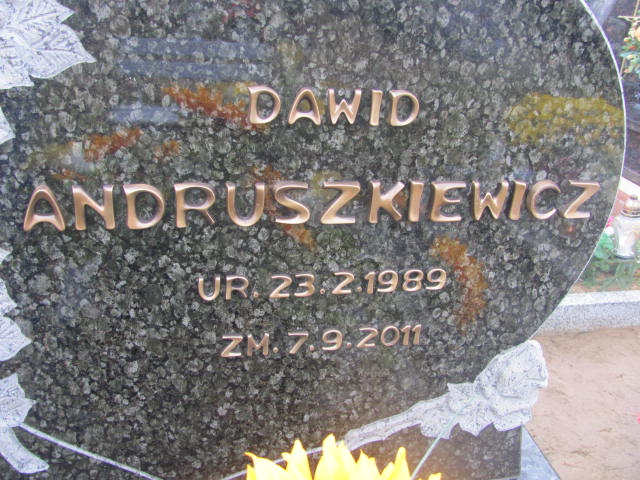 DAWID
ANDRUSZKIEWICZ
UR. 23.2.1989
ZM. 7.9.2011